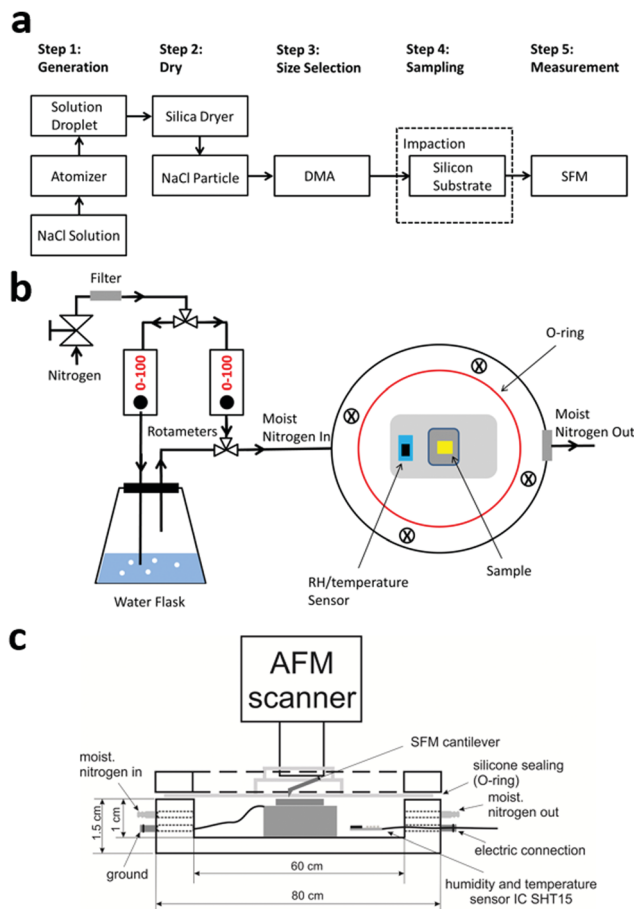 a
Step 1:
Generation
Step 2:
Dry
Step 3:
Size Selection
Step 4:
Sampling
Step 5:
Measurement
Solution
Droplet
Silica Dryer
Impaction
Atomizer
NaCl Particle
DMA
Silicon
Substrate
SFM
NaCl Solution
b
Filter
Nitrogen
0-100
0-100
Rotameters
Moist
Nitrogen In
O-ring
Moist
Nitrogen Out
Water Flask
RH/temperature
Sensor
Sample
c
AFM
scanner
SFM cantilever
moist.
nitrogen in
silicone sealing
(O-ring)
moist.
nitrogen out
1.5 cm
1 cm
ground
electric connection
60 cm
humidity and temperature
sensor IC SHT15
80 cm